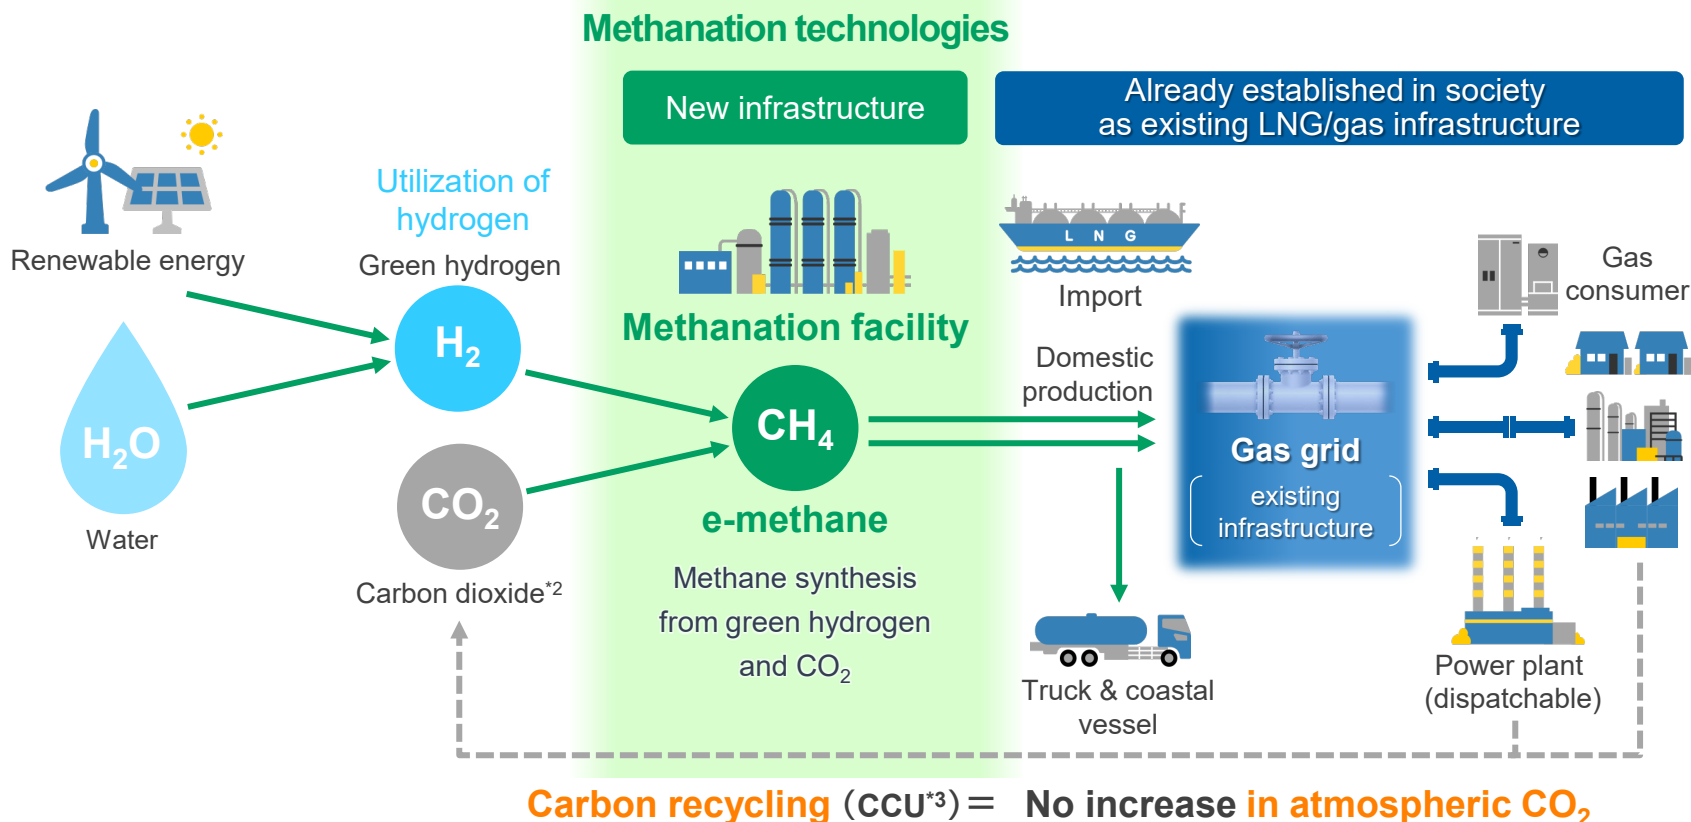 Methanation technologies
New infrastructure
Already established in society
as existing LNG/gas infrastructure
Renewable energy
Utilization of
hydrogen
Green hydrogen
H₂
H₂O
Water
CO₂
Carbon dioxide*2
Methanation facility
CH₄
e-methane
Methane synthesis
from green hydrogen
and CO₂
L N G
Import
Domestic
production
Gas grid
existing
infrastructure
Truck & coastal
vessel
Gas
consumer
Power plant
(dispatchable)
Carbon recycling (CCU*3) = No increase in atmospheric CO₂